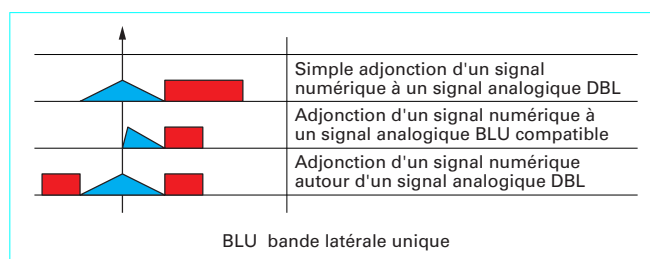 Simple adjonction d'un signal
numérique à un signal analogique DBL
Adjonction d'un signal numérique à
un signal analogique BLU compatible
Adjonction d'un signal numérique
autour d'un signal analogique DBL
BLU bande latérale unique